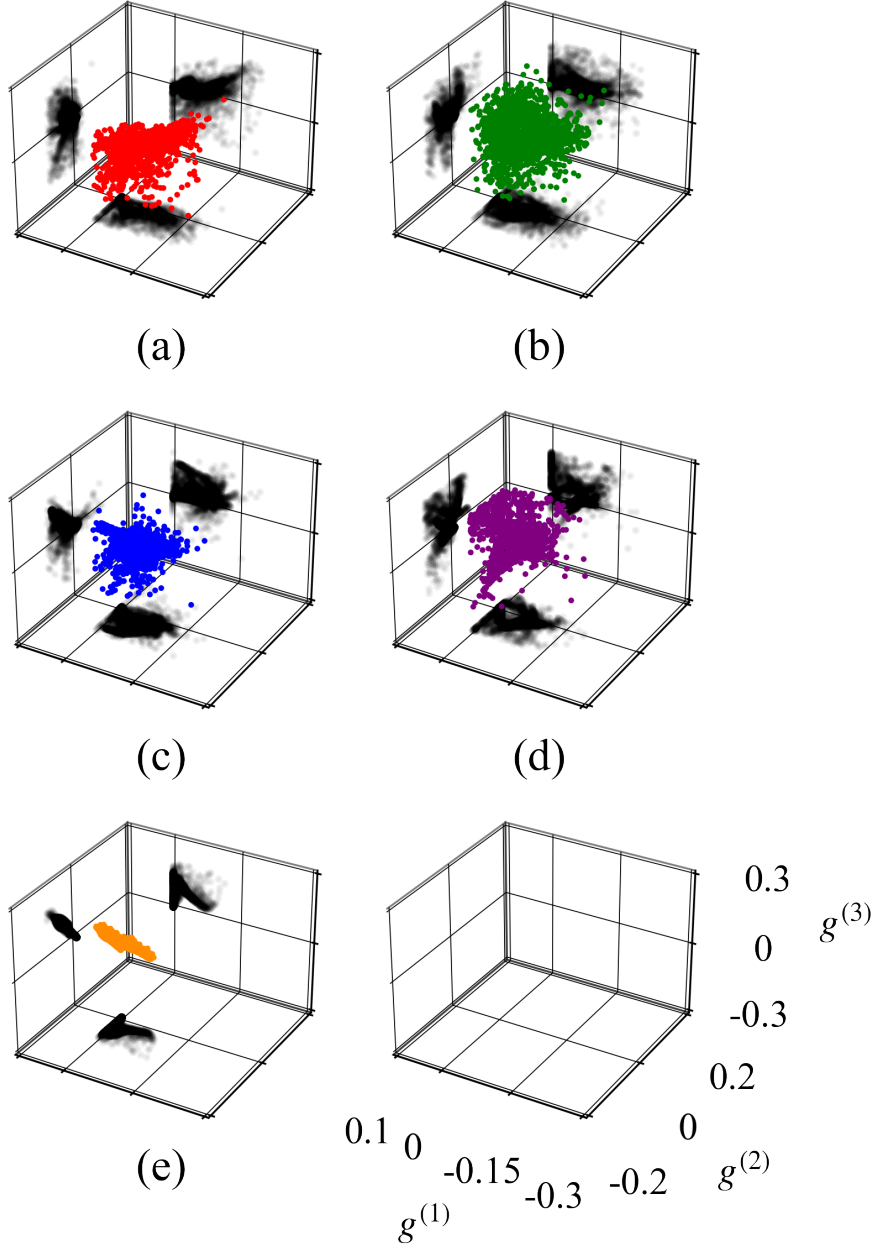 (a)
(b)
(c)
(d)
(e)
0.3
g^{(3)}
0
-0.3
0.2
0
g^{(2)}
-0.2
0.1
0
-0.15
-0.3
g^{(1)}